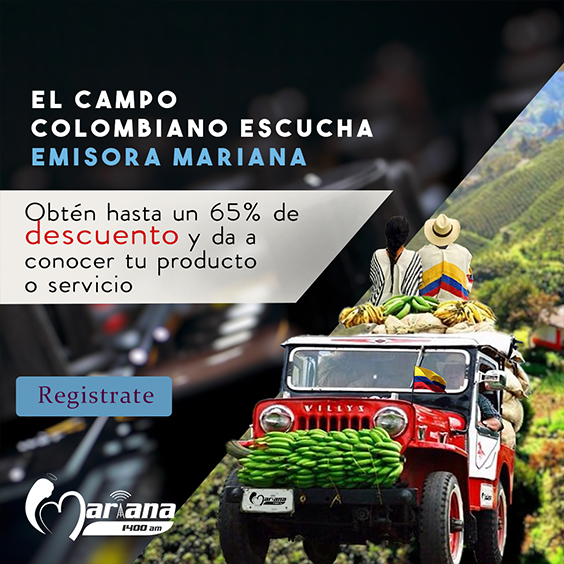 EL CAMPO
COLOMBIANO ESCUCHA
EMISORA MARIANA
Obtén hasta un 65% de
descuento y da a
conocer tu producto
o servicio
Registrate
WILLYS
Mariana
1400 am